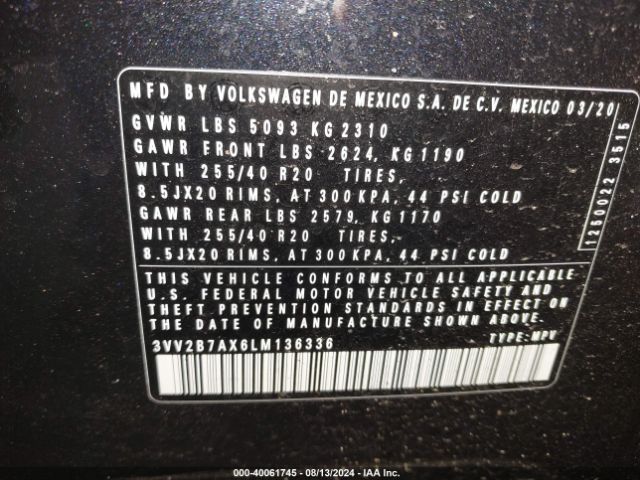 MFD BY VOLKSWAGEN DE MEXICO S.A. DE C.V. MEXICO 03/20
GVWR LBS 5093 KG 2310
GAWR FRONT LBS 2624, KG 1190
WITH 255/40 R20 TIRES,
8.5JX20 RIMS, AT 300 KPA, 44 PSI COLD
GAWR REAR LBS 2579, KG 1170
WITH 255/40 R20 TIRES,
8.5JX20 RIMS, AT 300 KPA, 44 PSI COLD
THIS VEHICLE CONFORMS TO ALL APPLICABLE
U.S. FEDERAL MOTOR VEHICLE SAFETY AND
THEFT PREVENTION STANDARDS IN EFFECT ON
THE DATE OF MANUFACTURE SHOWN ABOVE.
3VV2B7AX6LM136336 TYPE: MPV
1250022 3515
000-40061745 - 08/13/2024 - IAA Inc.